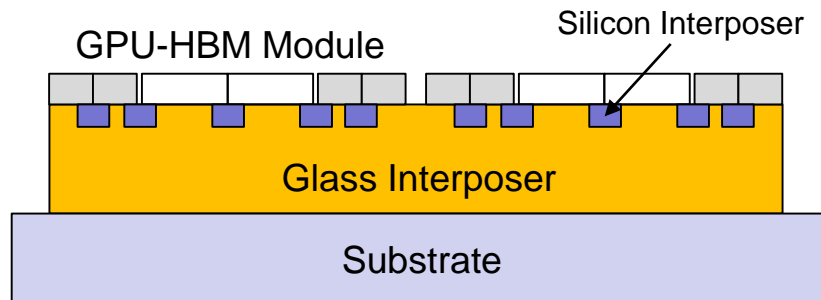 Silicon Interposer
GPU-HBM Module
Glass Interposer
Substrate